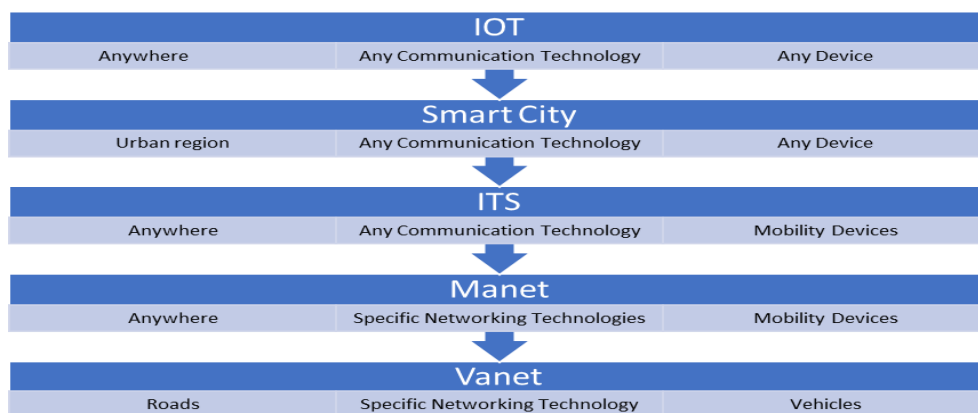 IOT
Anywhere Any Communication Technology Any Device
Smart City
Urban region Any Communication Technology Any Device
ITS
Anywhere Any Communication Technology Mobility Devices
Manet
Anywhere Specific Networking Technologies Mobility Devices
Vanet
Roads Specific Networking Technology Vehicles